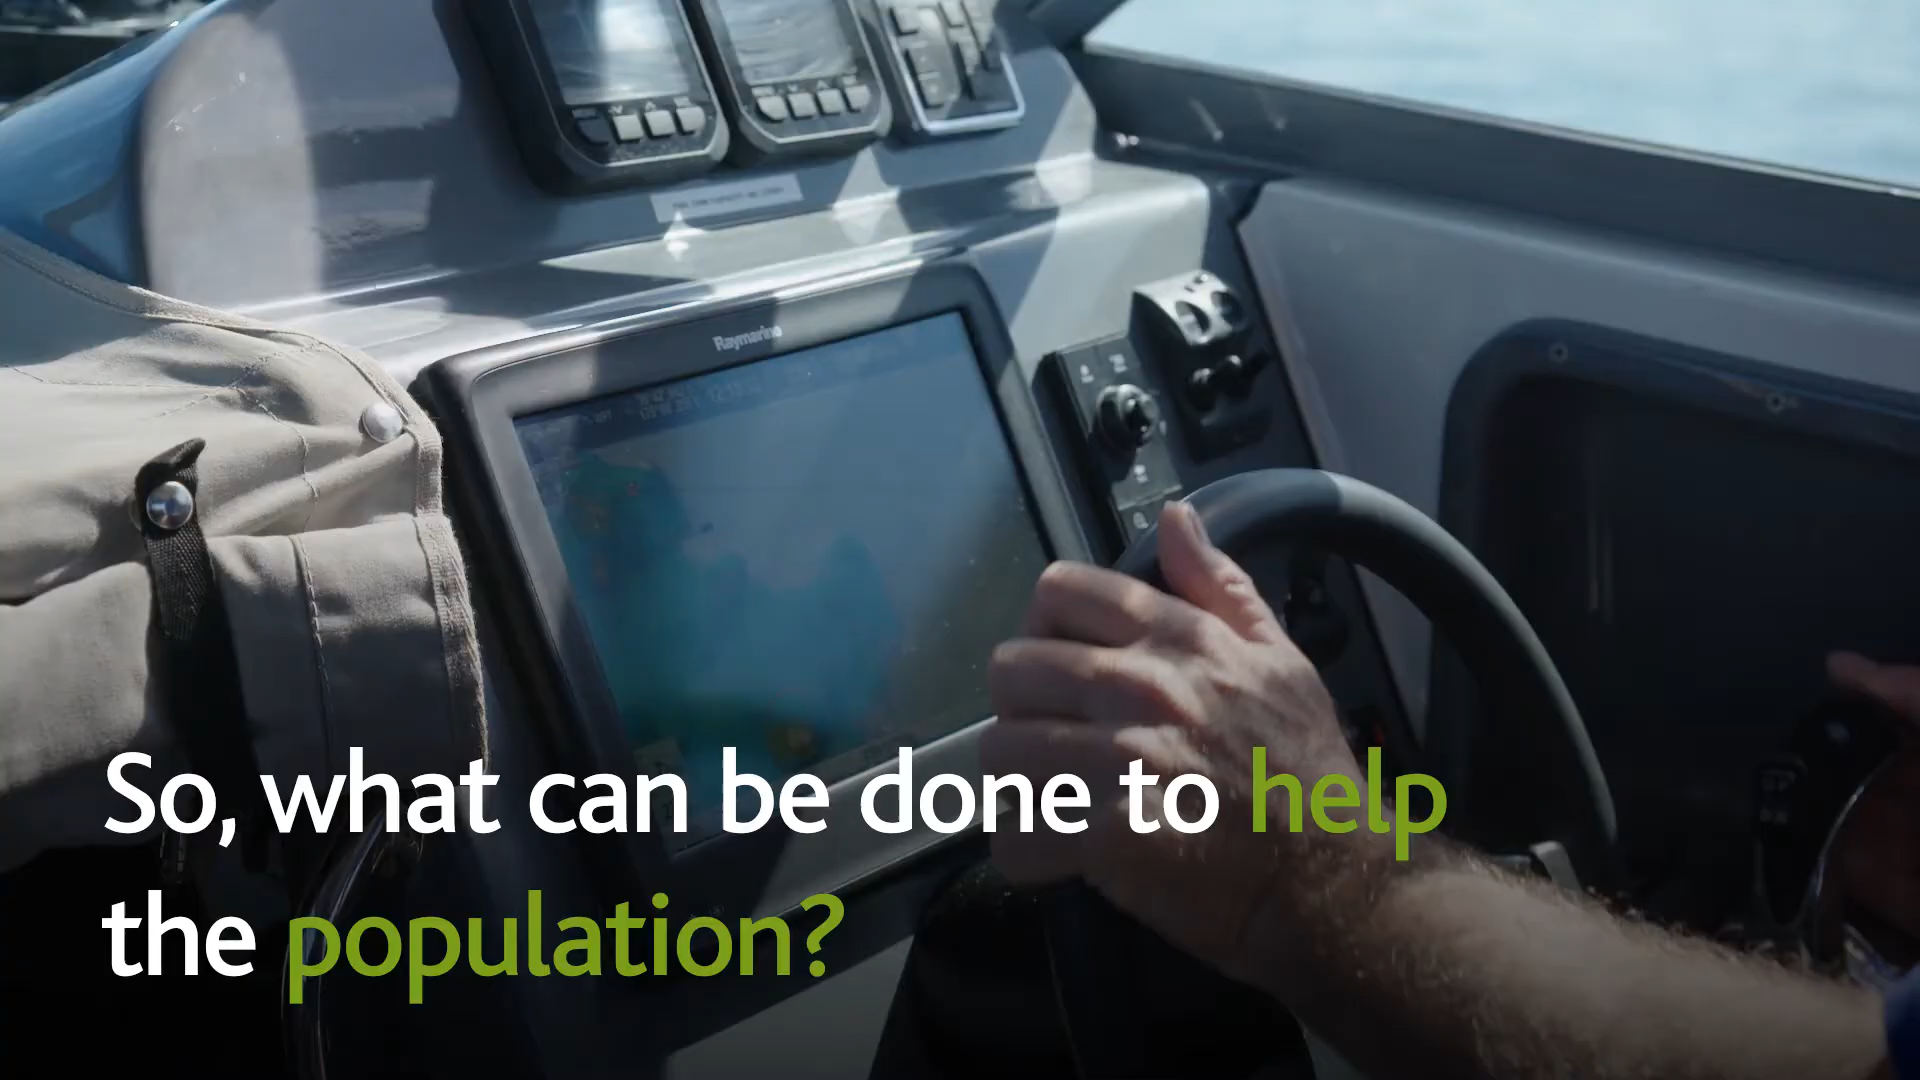 Raymarine
So, what can be done to help
the population?